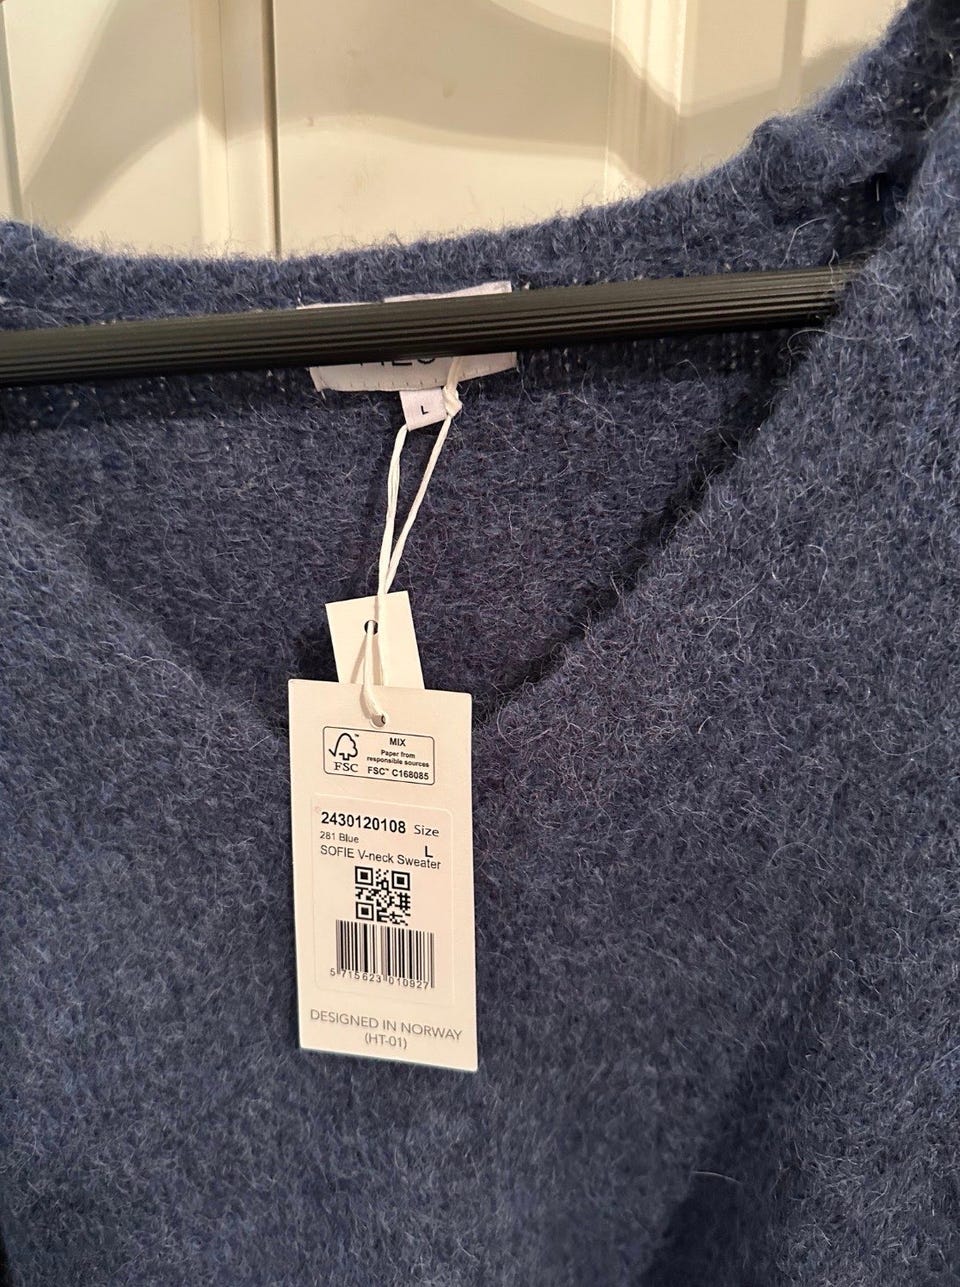 L
MIX
Paper from
responsible sources
FSC™ C168085
FSC
2430120108 Size
281 Blue L
SOFIE V-neck Sweater
5 715623 010927
DESIGNED IN NORWAY
(HT-01)